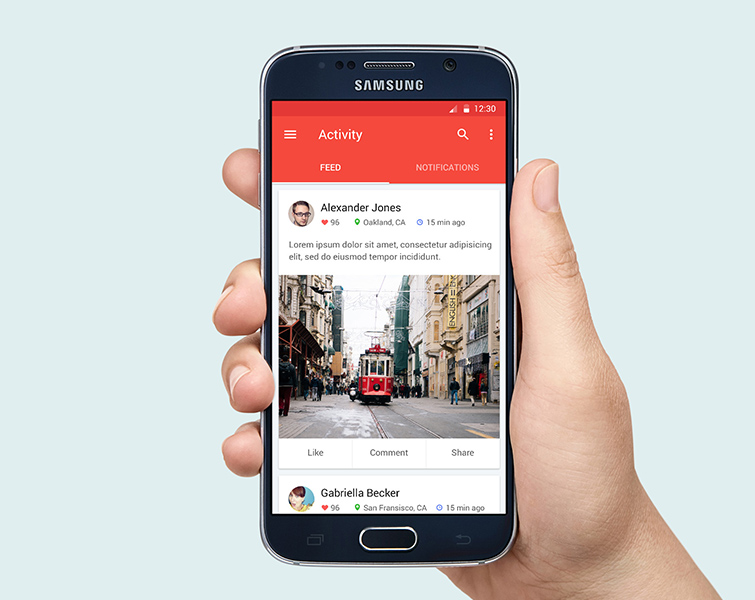 SAMSUNG
12:30
Activity
FEED NOTIFICATIONS
Alexander Jones
96 Oakland, CA 15 min ago
Lorem ipsum dolor sit amet, consectetur adipisicing
elit, sed do eiusmod tempor incididunt.
ENGLISH
Like Comment Share
Gabriella Becker
96 San Fransisco, CA 15 min ago